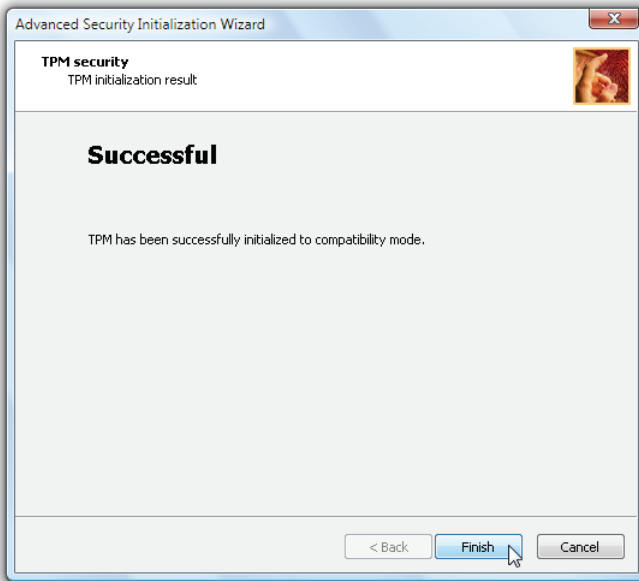 Advanced Security Initialization Wizard
TPM security
TPM initialization result
Successful
TPM has been successfully initialized to compatibility mode.
< Back
Finish
Cancel